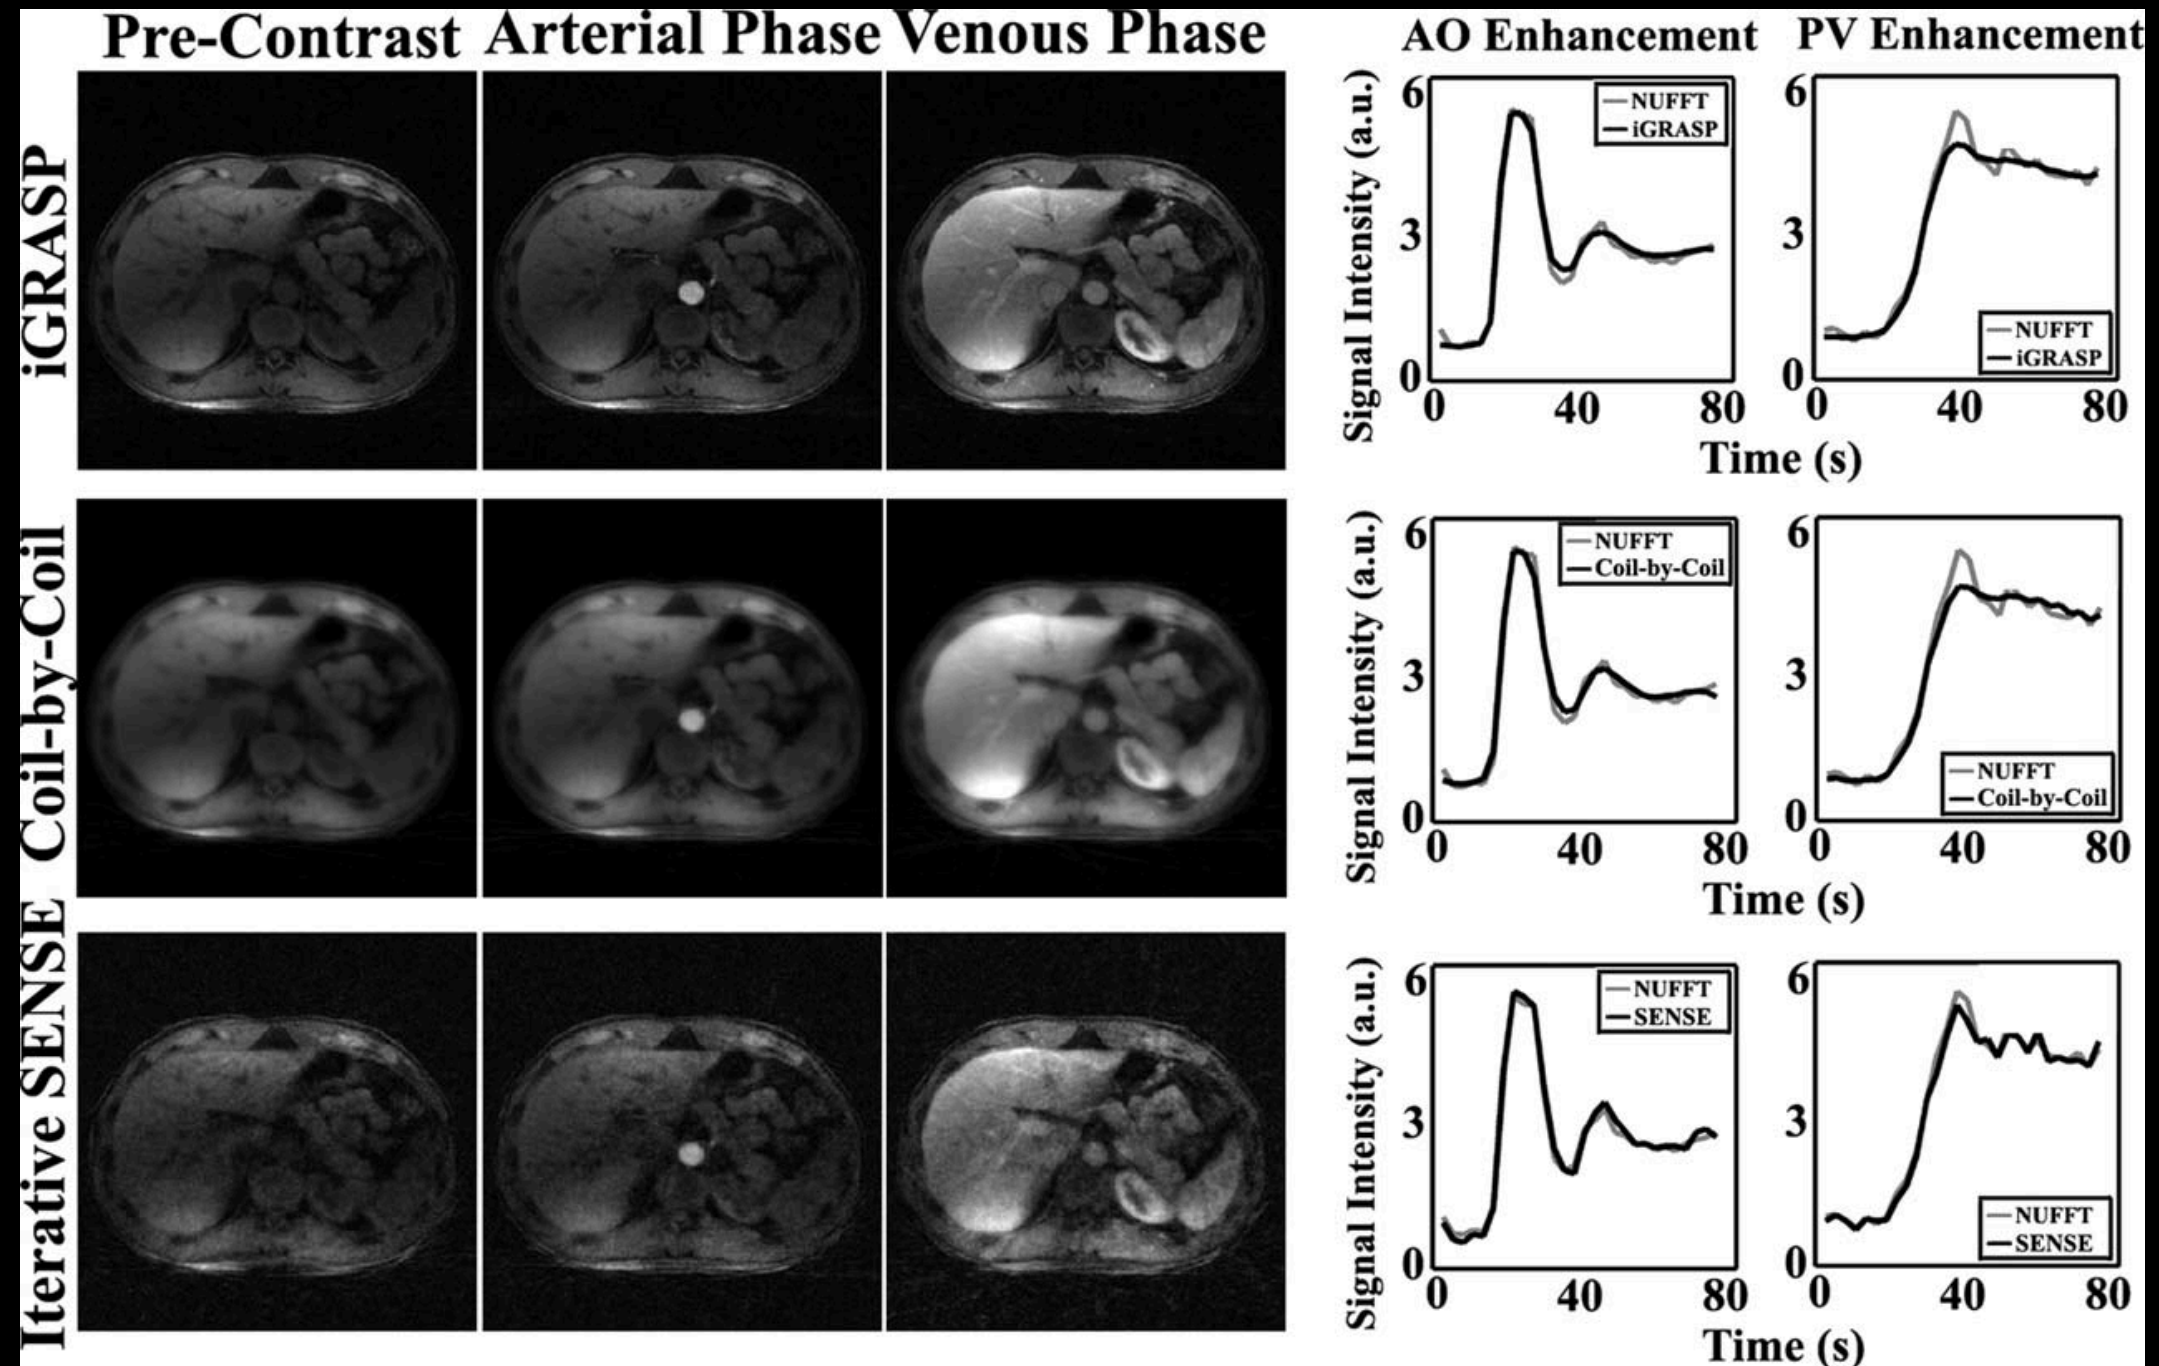 Pre-Contrast Arterial Phase Venous Phase AO Enhancement PV Enhancement
iGRASP
Signal Intensity (a.u.)
6
3
0
0 40 80
NUFFT
iGRASP
6
3
0
0 40 80
NUFFT
iGRASP
Time (s)
Coil-by-Coil
Signal Intensity (a.u.)
6
3
0
0 40 80
NUFFT
Coil-by-Coil
6
3
0
0 40 80
NUFFT
Coil-by-Coil
Time (s)
Iterative SENSE
Signal Intensity (a.u.)
6
3
0
0 40 80
NUFFT
SENSE
6
3
0
0 40 80
NUFFT
SENSE
Time (s)